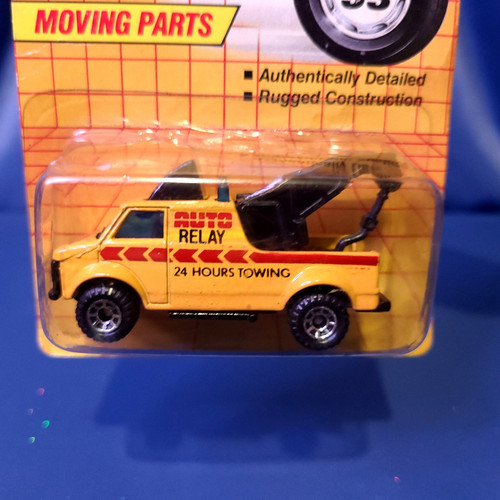 MOVING PARTS
■ Authentically Detailed
■ Rugged Construction
AUTO
RELAY
24 HOURS TOWING